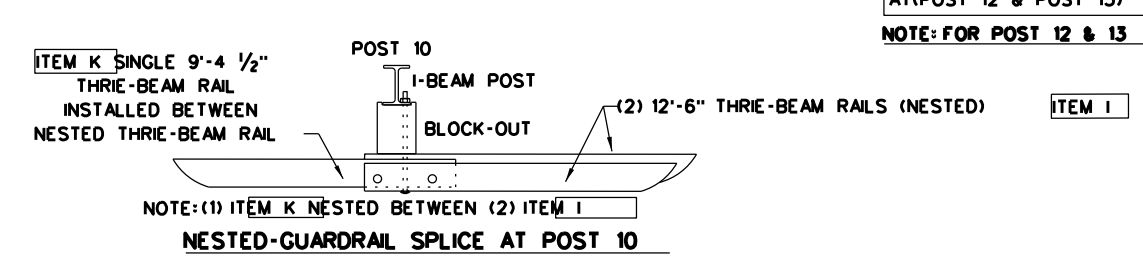 AT(POST 12 & POST 13)
NOTE: FOR POST 12 & 13
ITEM K SINGLE 9'-4 1/2"
THRIE-BEAM RAIL
INSTALLED BETWEEN
NESTED THRIE-BEAM RAIL
POST 10
I-BEAM POST
BLOCK-OUT
(2) 12'-6" THRIE-BEAM RAILS (NESTED)
ITEM I
NOTE: (1) ITEM K NESTED BETWEEN (2) ITEM I
NESTED-GUARDRAIL SPLICE AT POST 10